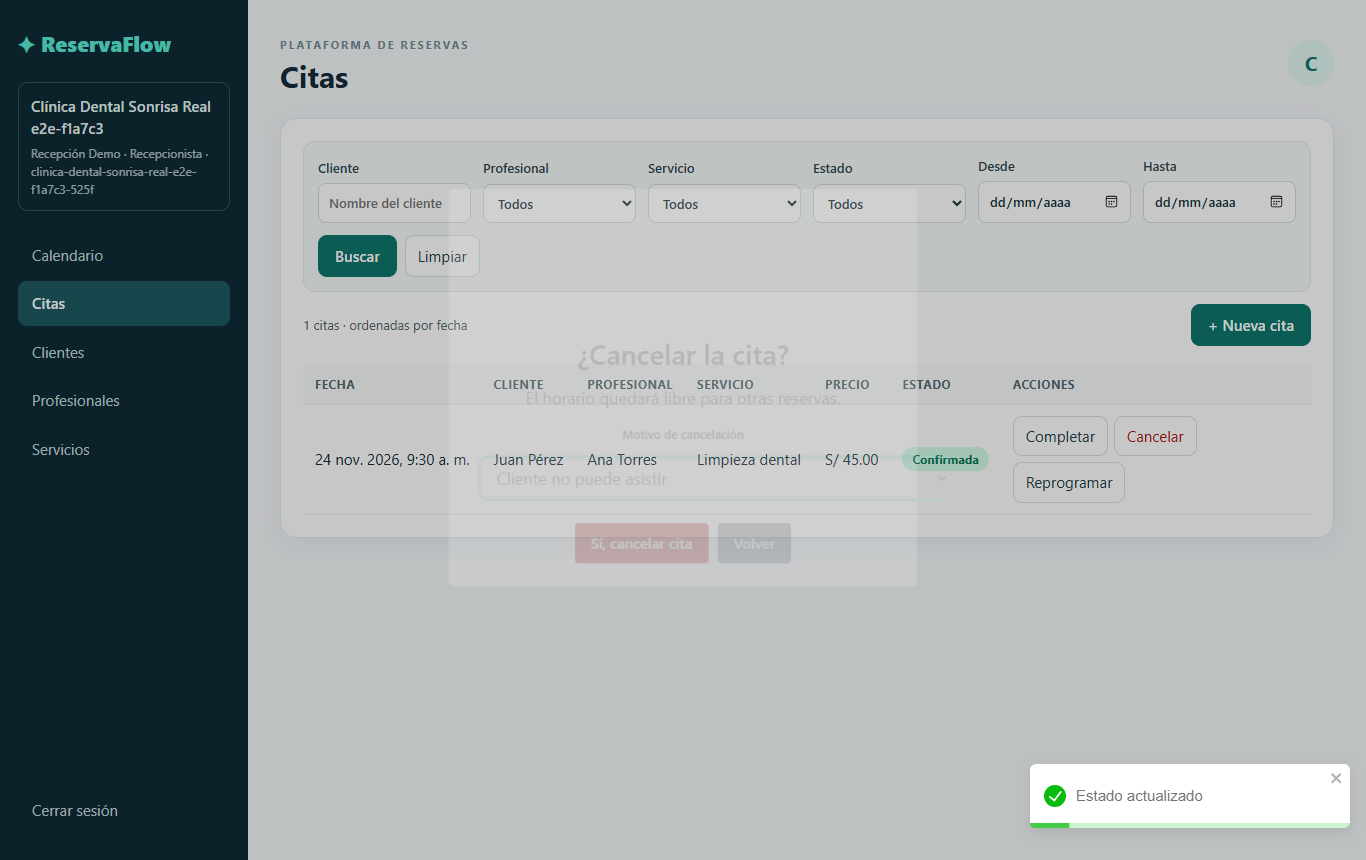 ✦ ReservaFlow
Clínica Dental Sonrisa Real
e2e-f1a7c3
Recepción Demo · Recepcionista ·
clinica-dental-sonrisa-real-e2e-
f1a7c3-525f
Calendario
Citas
Clientes
Profesionales
Servicios
Cerrar sesión
PLATAFORMA DE RESERVAS
Citas
C
Cliente Profesional Servicio Estado Desde Hasta
Nombre del cliente Todos Todos Todos dd/mm/aaaa dd/mm/aaaa
Buscar Limpiar
1 citas · ordenadas por fecha
+ Nueva cita
FECHA CLIENTE PROFESIONAL SERVICIO PRECIO ESTADO ACCIONES
24 nov. 2026, 9:30 a. m. Juan Pérez Ana Torres Limpieza dental S/ 45.00 Confirmada
Completar Cancelar
Reprogramar
¿Cancelar la cita?
El horario quedará libre para otras reservas.
Motivo de cancelación
Cliente no puede asistir
Sí, cancelar cita Volver
Estado actualizado